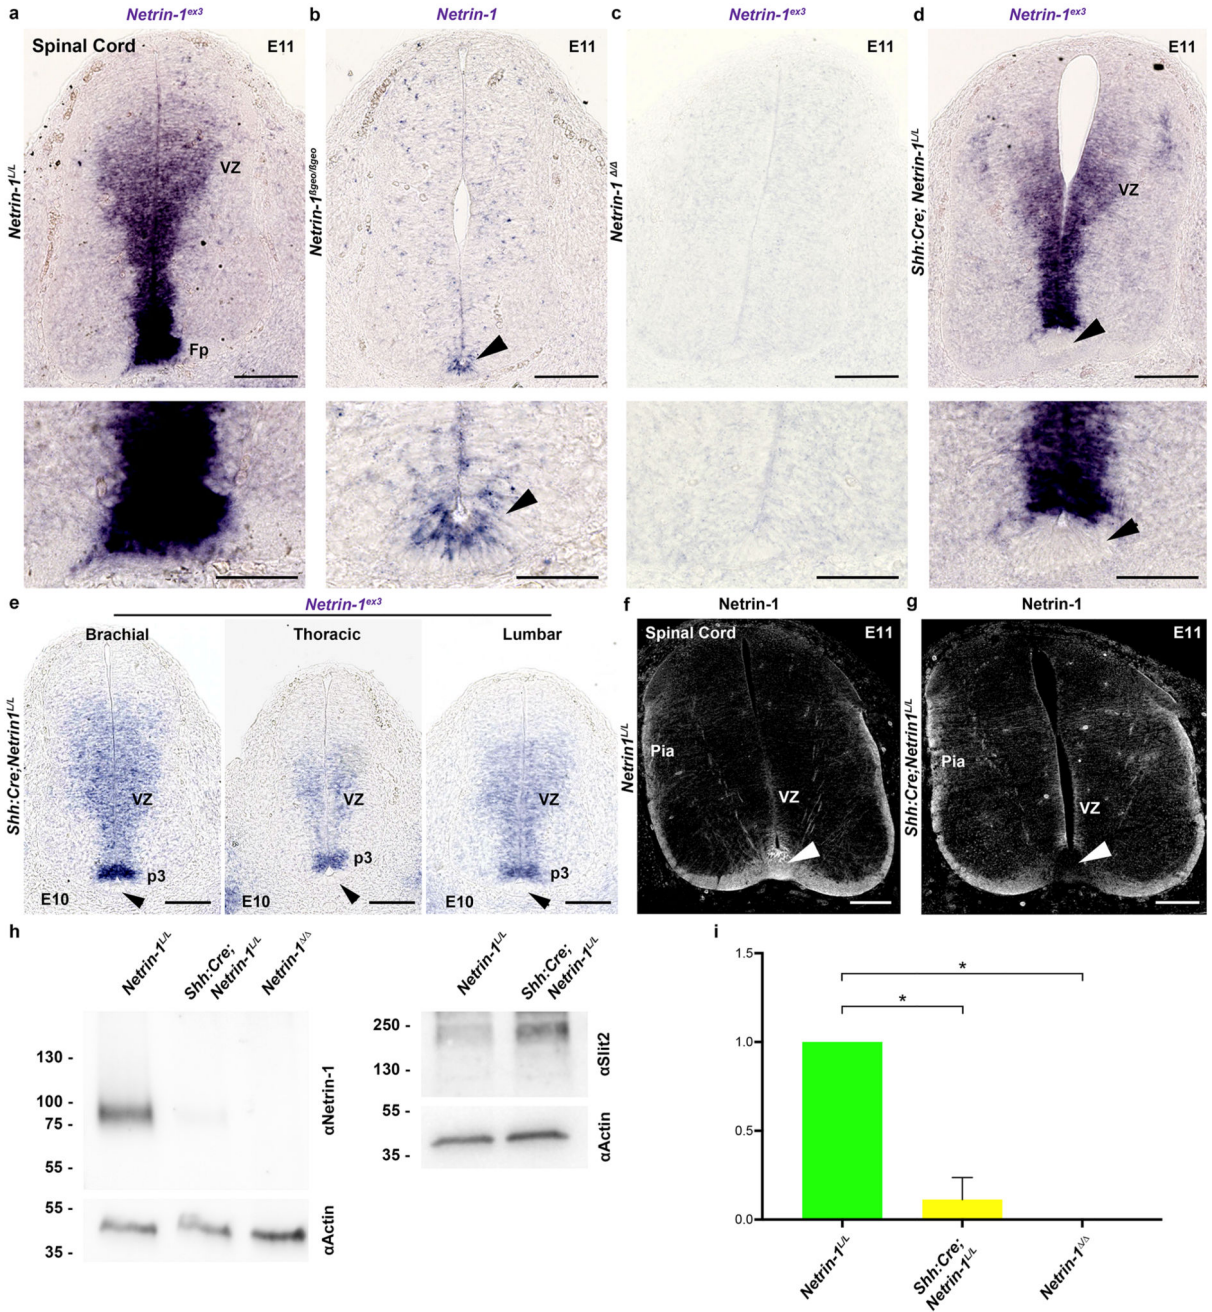 a
Netrin-1ex3
b
Netrin-1
c
Netrin-1ex3
d
Netrin-1ex3
Spinal Cord
E11
E11
E11
E11
Netrin-1L/L
VZ
Fp
Netrin-1ßgeo/ßgeo
Netrin-1Δ/Δ
Shh:Cre; Netrin-1L/L
VZ
e
Netrin-1ex3
Brachial
Thoracic
Lumbar
Shh:Cre;Netrin1L/L
VZ
VZ
VZ
p3
p3
p3
E10
E10
E10
f
Netrin-1
Spinal Cord
E11
Netrin1L/L
Pia
VZ
g
Netrin-1
E11
Shh:Cre;Netrin1L/L
Pia
VZ
h
Netrin-1L/L
Shh:Cre;
Netrin-1L/L
Netrin-1Δ/Δ
130 -
100 -
75 -
55 -
αNetrin-1
55 -
35 -
αActin
Netrin-1L/L
Shh:Cre;
Netrin-1L/L
250 -
130 -
αSlit2
55 -
35 -
αActin
i
1.5
1.0
0.5
0.0
*
*
Netrin-1L/L
Shh:Cre;
Netrin-1L/L
Netrin-1Δ/Δ